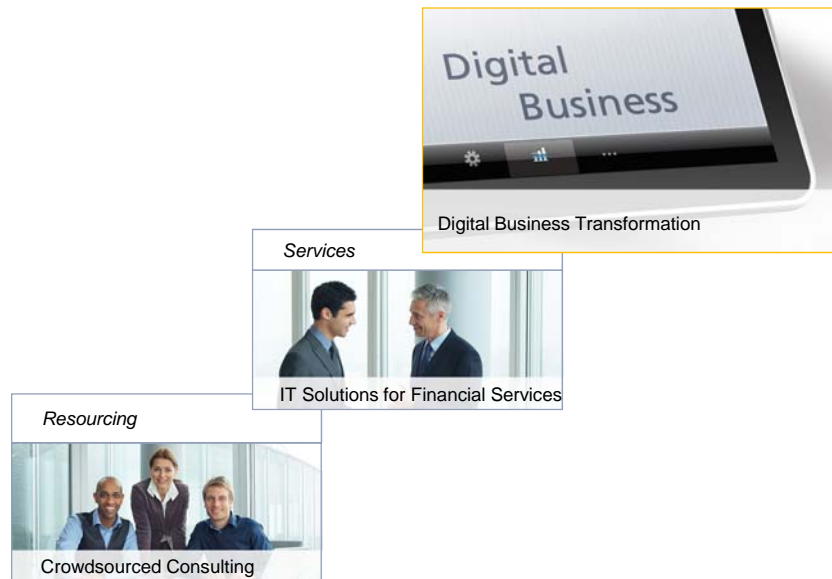 Digital
Business
Digital Business Transformation
Services
IT Solutions for Financial Services
Resourcing
Crowdsourced Consulting